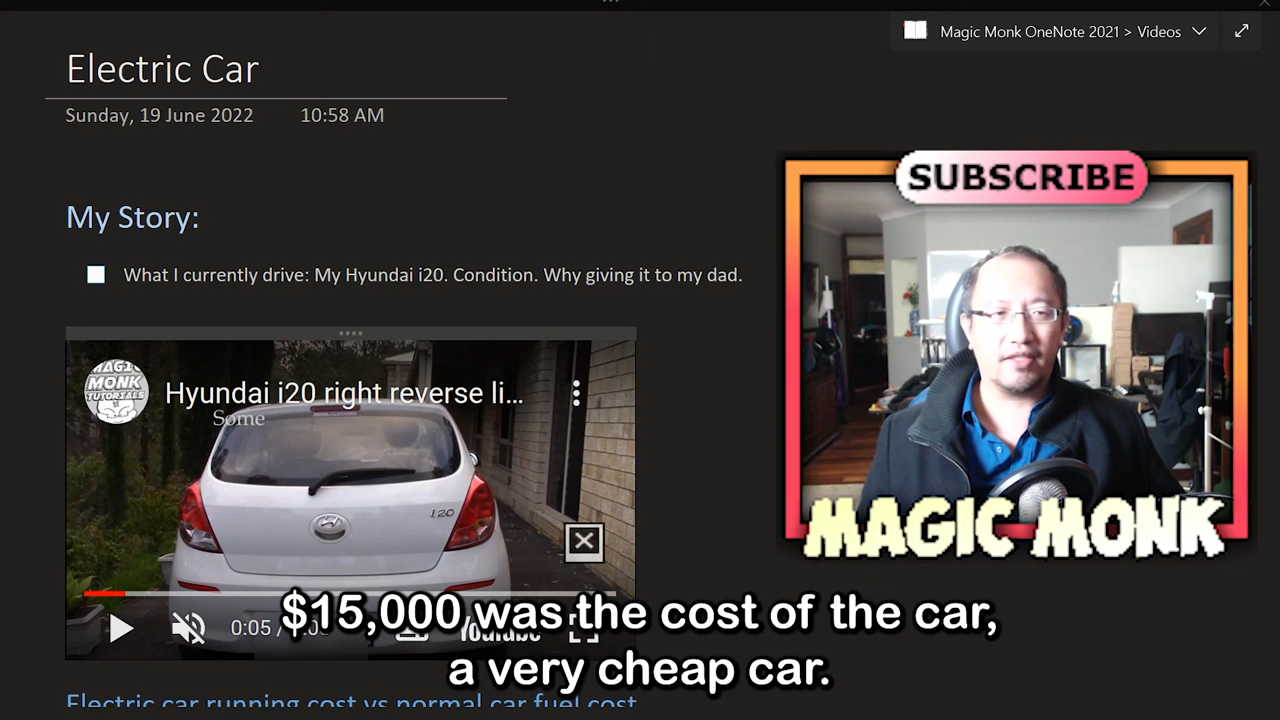 Magic Monk OneNote 2021 > Videos
Electric Car
Sunday, 19 June 2022 10:58 AM
SUBSCRIBE
My Story:
What I currently drive: My Hyundai i20. Condition. Why giving it to my dad.
MAGIC
MONK
TUTORIALS
Hyundai i20 right reverse li...
Some
i20
MAGIC MONK
0:05 /
YouTube
$15,000 was the cost of the car,
a very cheap car.
Electric car running cost vs normal car fuel cost